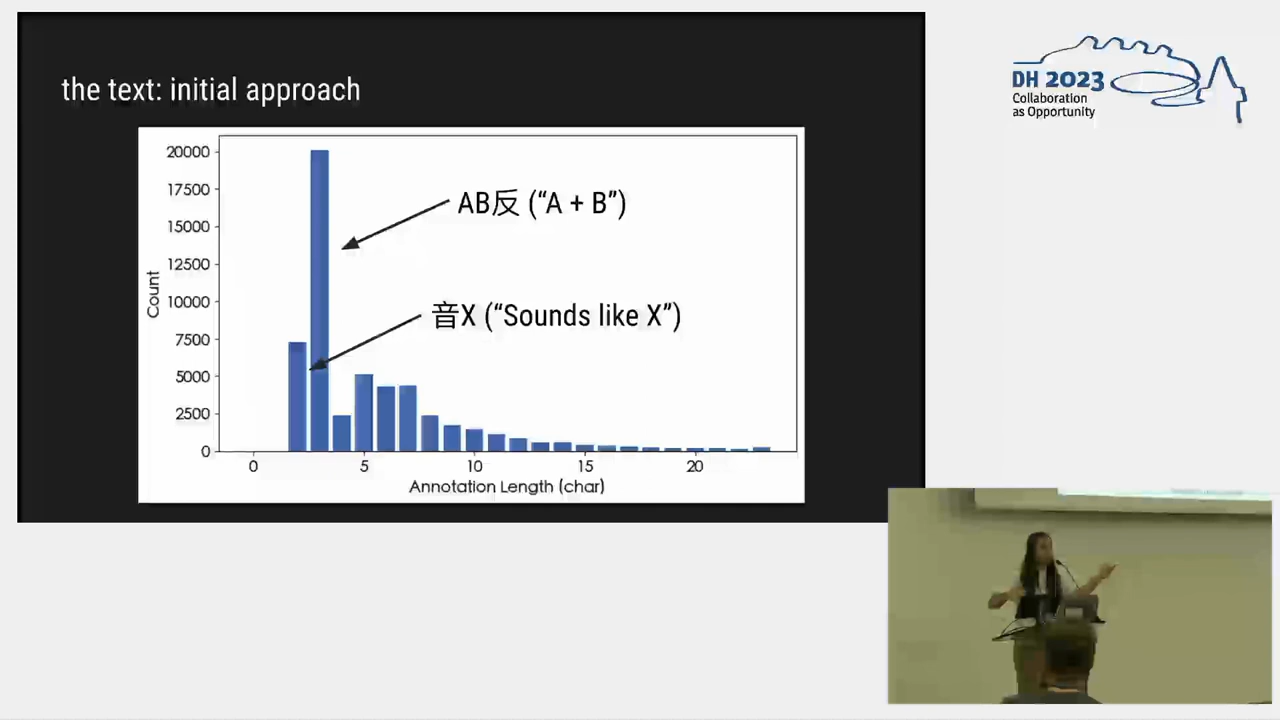 the text: initial approach
20000
17500
15000
12500
10000
7500
5000
2500
0
Count
AB反 (“A + B”)
音X (“Sounds like X”)
0
5
10
15
20
Annotation Length (char)
DH 2023
Collaboration
as Opportunity